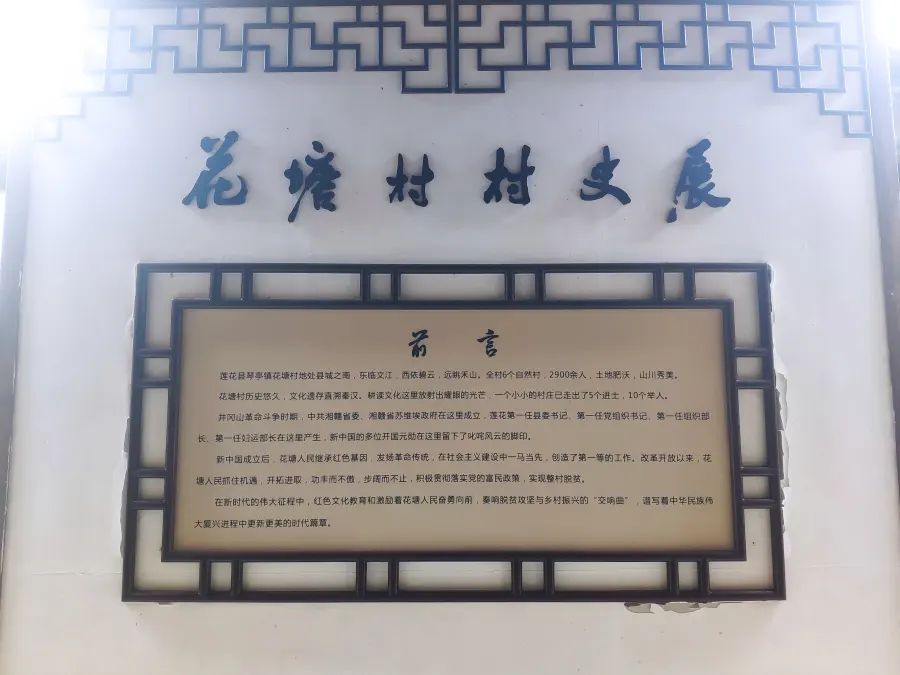 花塘村村史展
前言
莲花县琴亭镇花塘村地处县城之南，东临文江，西依碧云，远眺禾山。全村6个自然村，2900余人，土地肥沃，山川秀美。
花塘村历史悠久，文化遗存直溯秦汉。耕读文化这里放射出耀眼的光芒，一个小小的村庄已走出了5个进士，10个举人。
井冈山革命斗争时期，中共湘赣省委、湘赣省苏维埃政府在这里成立，莲花第一任县委书记、第一任党组织书记、第一任组织部
长、第一任妇运部长在这里产生，新中国的多位开国元勋在这里留下了叱咤风云的脚印。
新中国成立后，花塘人民继承红色基因，发扬革命传统，在社会主义建设中一马当先，创造了第一等的工作。改革开放以来，花
塘人民抓住机遇，开拓进取，功丰而不傲，步阔而不止，积极贯彻落实党的富民政策，实现整村脱贫。
在新时代的伟大征程中，红色文化教育和激励着花塘人民奋勇向前，奏响脱贫攻坚与乡村振兴的“交响曲”，谱写着中华民族伟
大复兴进程中更新更美的时代篇章。